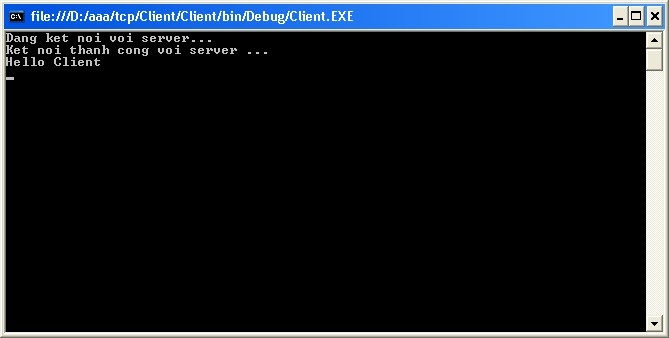 file:///D:/aaa/tcp/Client/Client/bin/Debug/Client.EXE
Dang ket noi voi server...
Ket noi thanh cong voi server ...
Hello Client